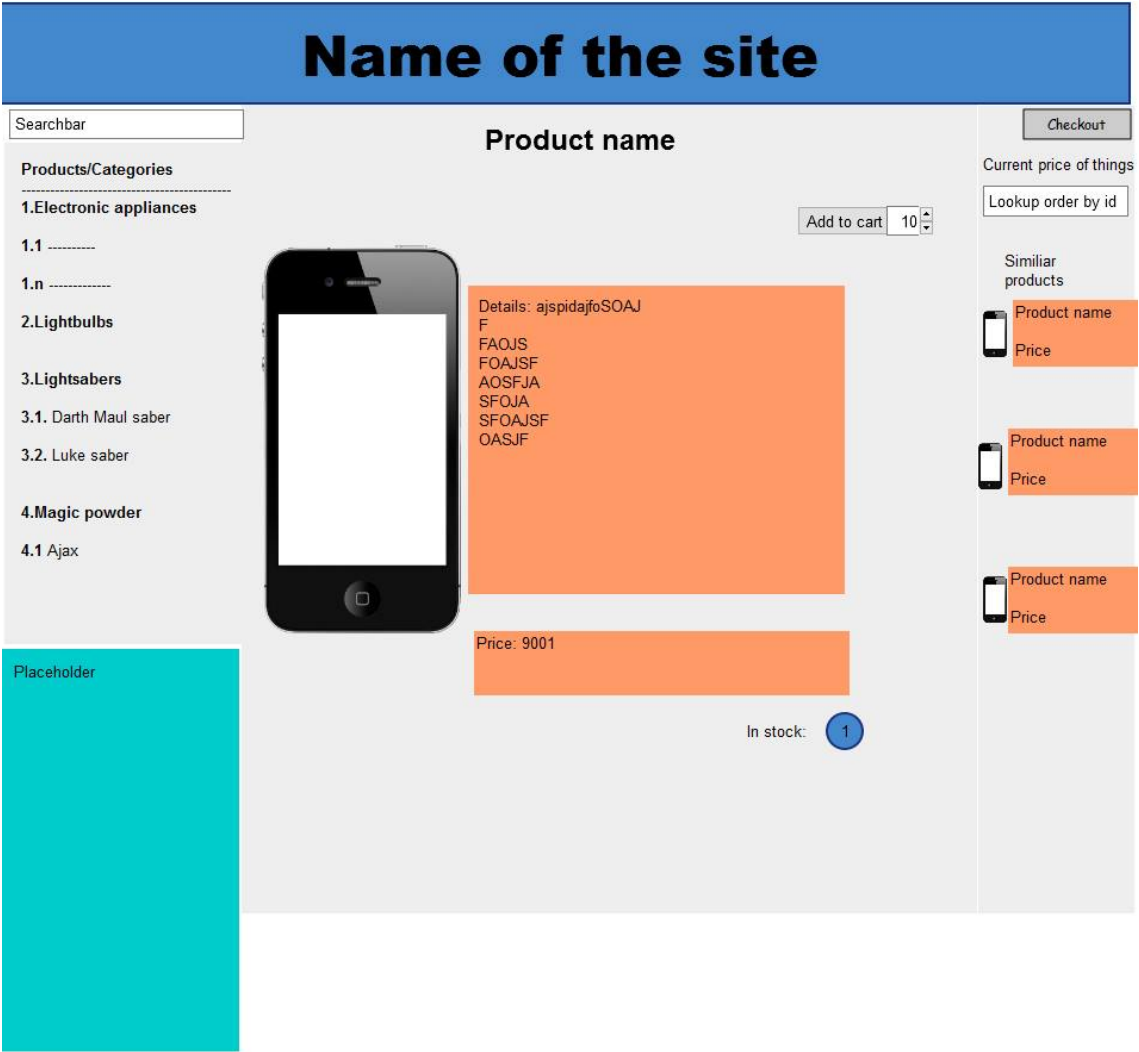 Name of the site
Searchbar
Products/Categories
--------------------------------------------
1.Electronic appliances
1.1 ----------
1.n -------------
2.Lightbulbs
3.Lightsabers
3.1. Darth Maul saber
3.2. Luke saber
4.Magic powder
4.1 Ajax
Placeholder
Product name
Add to cart 10
Details: ajspidajfoSOAJ
F
FAOJS
FOAJSF
AOSFJA
SFOJA
SFOAJSF
OASJF
Price: 9001
In stock: 1
Checkout
Current price of things
Lookup order by id
Similiar
products
Product name
Price
Product name
Price
Product name
Price